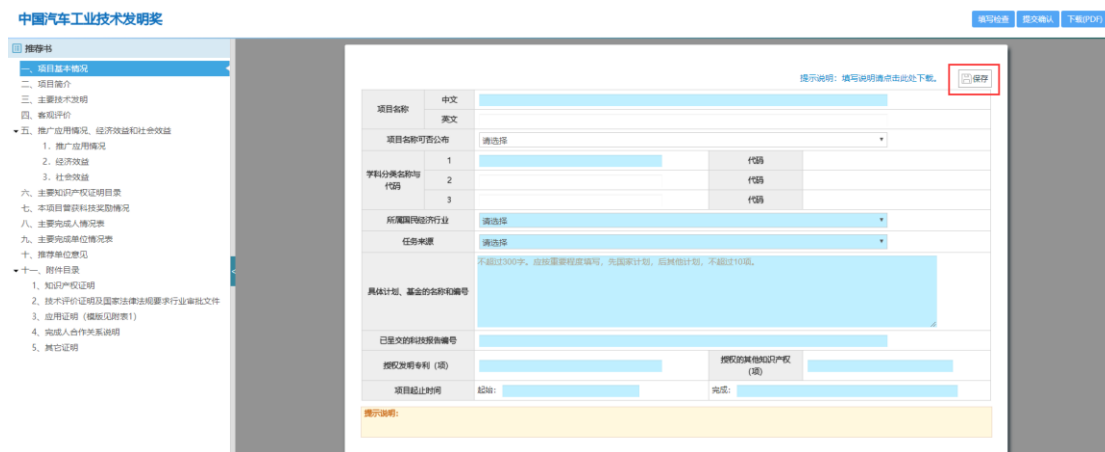 中国汽车工业技术发明奖
填写检查 提交确认 下载(PDF)
推荐书
一、项目基本情况
二、项目简介
三、主要技术发明
四、客观评价
五、推广应用情况、经济效益和社会效益
1、推广应用情况
2、经济效益
3、社会效益
六、主要知识产权证明目录
七、本项目曾获科技奖励情况
八、主要完成人情况表
九、主要完成单位情况表
十、推荐单位意见
十一、附件目录
1、知识产权证明
2、技术评价证明及国家法律法规要求行业审批文件
3、应用证明（模版见附表1）
4、完成人合作关系说明
5、其它证明
提示说明：填写说明请点击此处下载。 保存
项目名称 中文
英文
项目名称可否公布 请选择
学科分类名称与代码 1 代码
2 代码
3 代码
所属国民经济行业 请选择
任务来源 请选择
具体计划、基金的名称和编号 不超过300字。应按重要程度填写，先国家计划，后其他计划，不超过10项。
已呈交的科技报告编号
授权发明专利（项） 授权的其他知识产权（项）
项目起止时间 起始： 完成：
提示说明：